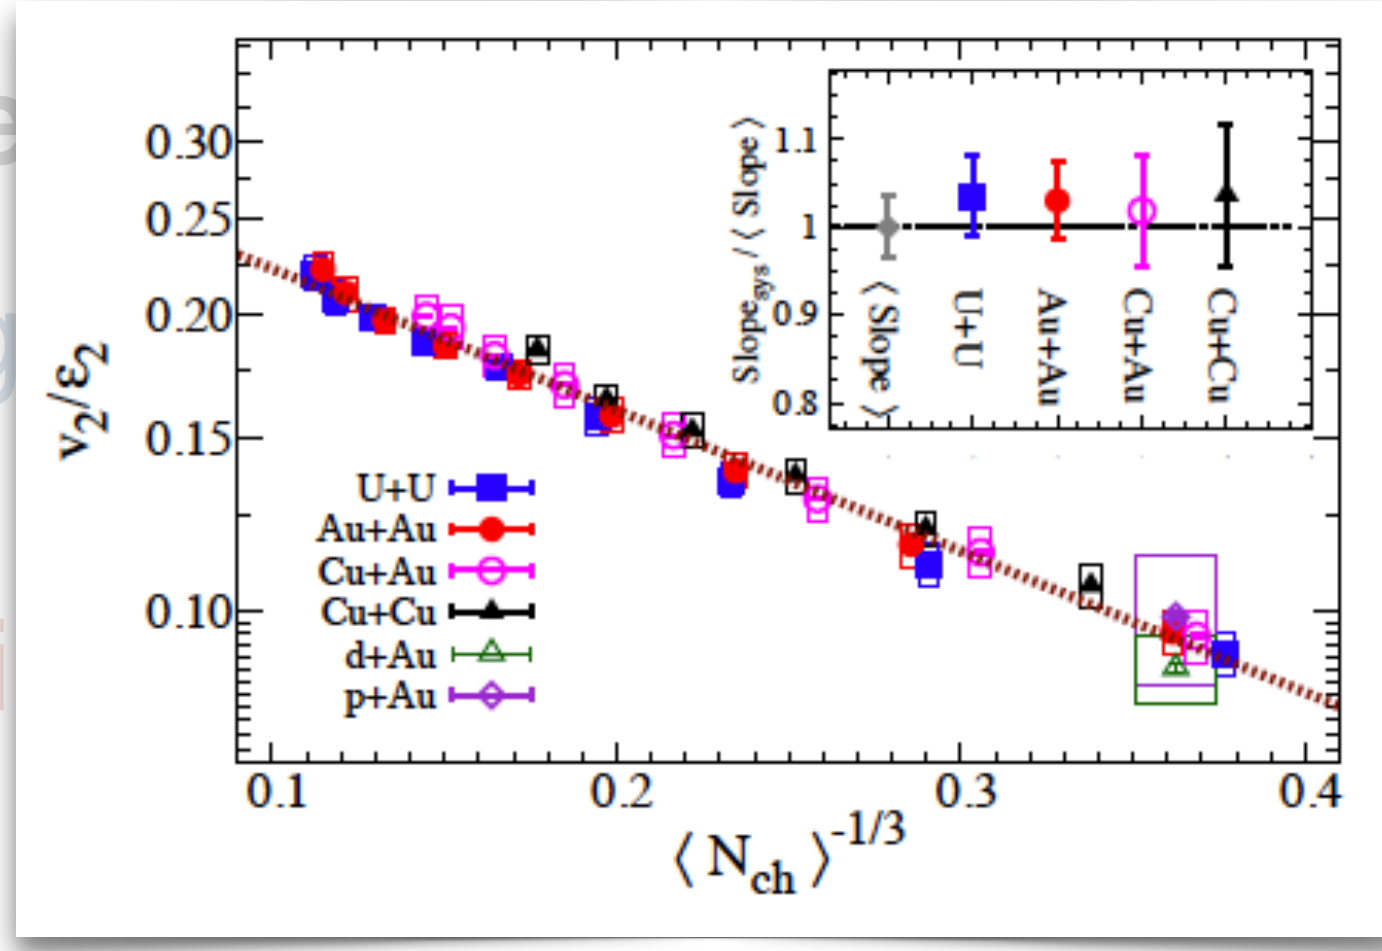 0.30
0.25
0.20
0.15
0.10
v₂/ε₂
U+U
Au+Au
Cu+Au
Cu+Cu
d+Au
p+Au
0.1 0.2 0.3 0.4
⟨ N_ch ⟩^-1/3
Slope_sys / ⟨ Slope ⟩
1.1
1
0.9
0.8
⟨ Slope ⟩
U+U
Au+Au
Cu+Au
Cu+Cu